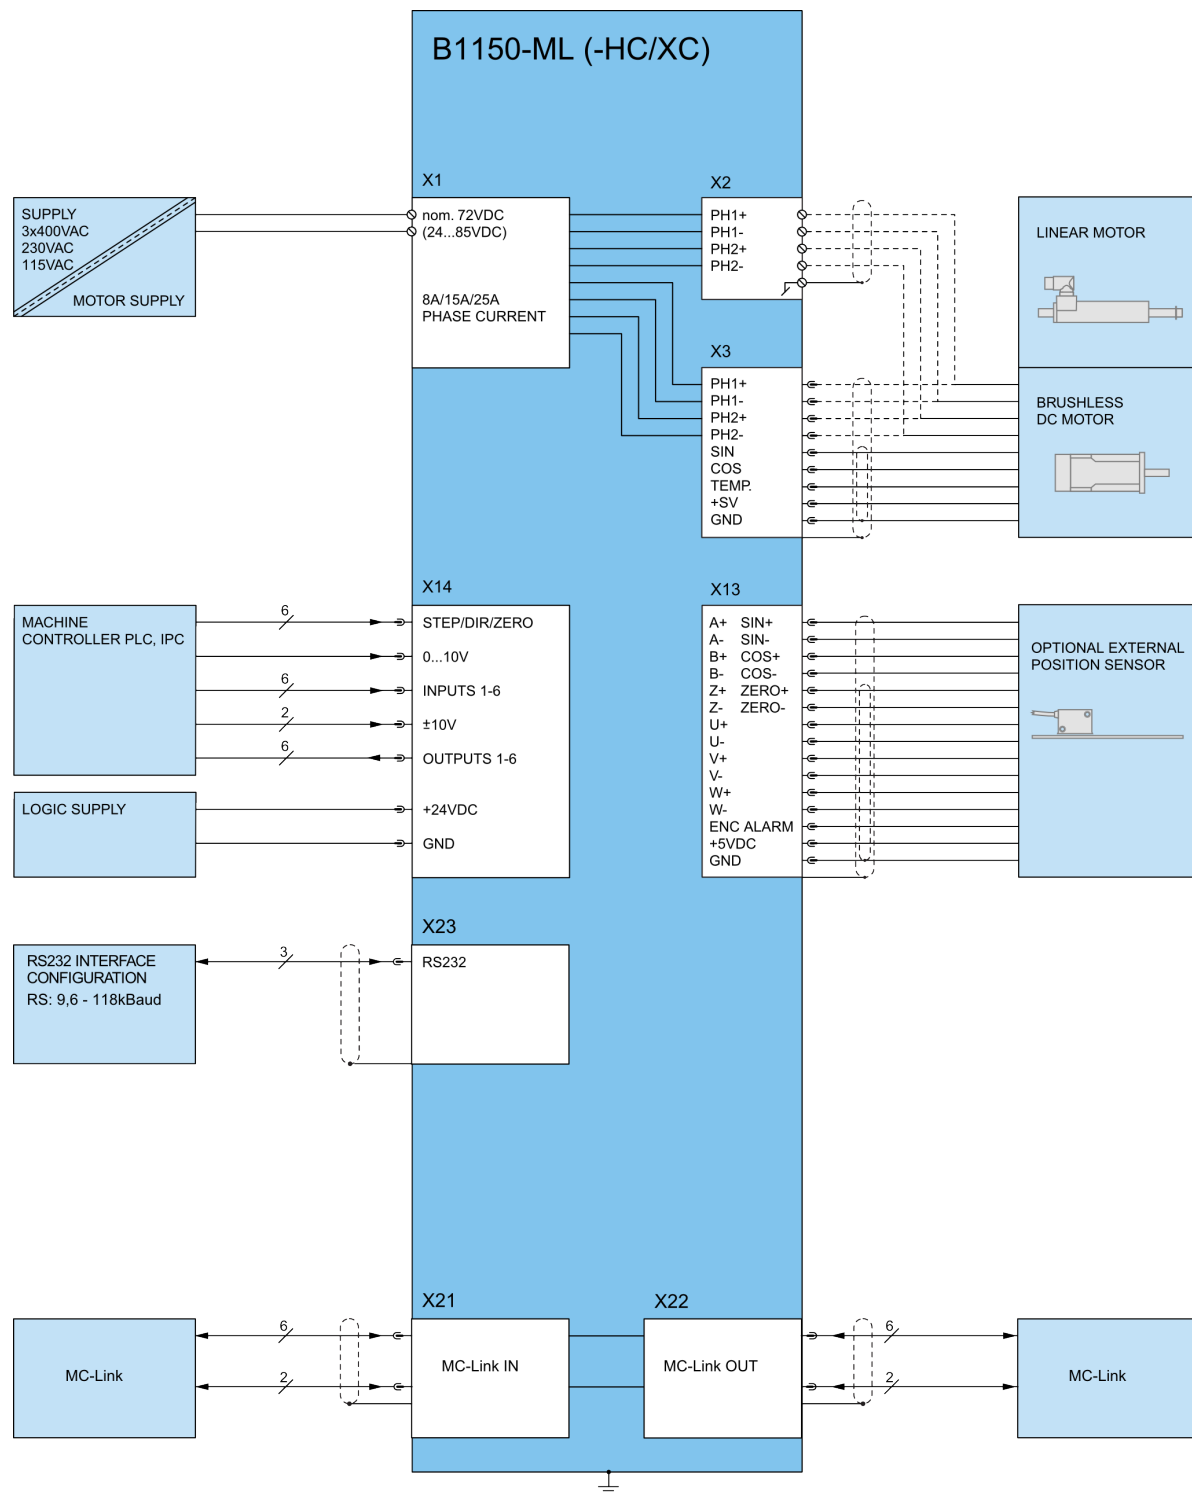 B1150-ML (-HC/XC)
X1
X2
SUPPLY
3x400VAC
230VAC
115VAC
MOTOR SUPPLY
nom. 72VDC
(24...85VDC)
8A/15A/25A
PHASE CURRENT
PH1+
PH1-
PH2+
PH2-
LINEAR MOTOR
X3
PH1+
PH1-
PH2+
PH2-
SIN
COS
TEMP.
+SV
GND
BRUSHLESS
DC MOTOR
X14
X13
MACHINE
CONTROLLER PLC, IPC
6
6
2
6
STEP/DIR/ZERO
0...10V
INPUTS 1-6
±10V
OUTPUTS 1-6
LOGIC SUPPLY
+24VDC
GND
A+ SIN+
A- SIN-
B+ COS+
B- COS-
Z+ ZERO+
Z- ZERO-
U+
U-
V+
V-
W+
W-
ENC ALARM
+5VDC
GND
OPTIONAL EXTERNAL
POSITION SENSOR
X23
RS232 INTERFACE
CONFIGURATION
RS: 9,6 - 118kBaud
3
RS232
X21
X22
MC-Link
6
2
MC-Link IN
MC-Link OUT
6
2
MC-Link